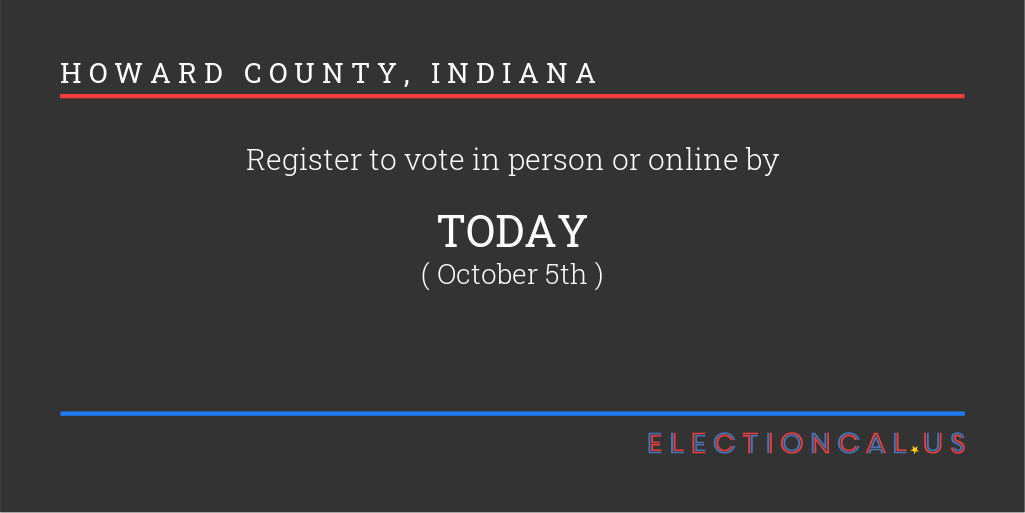 HOWARD COUNTY, INDIANA
Register to vote in person or online by
TODAY
( October 5th )
ELECTIONCAL.US